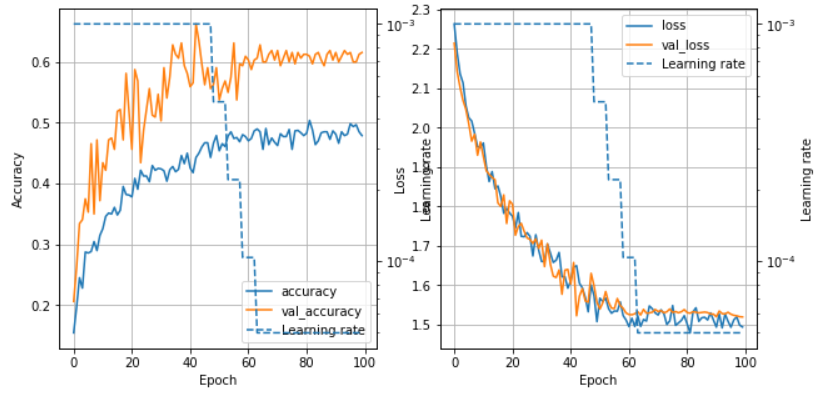 0.6
0.5
0.4
0.3
0.2
Accuracy
0 20 40 60 80 100
Epoch
10⁻³
10⁻⁴
Learning rate
accuracy
val_accuracy
Learning rate
2.3
2.2
2.1
2.0
1.9
1.8
1.7
1.6
1.5
Loss
0 20 40 60 80 100
Epoch
10⁻³
10⁻⁴
Learning rate
loss
val_loss
Learning rate